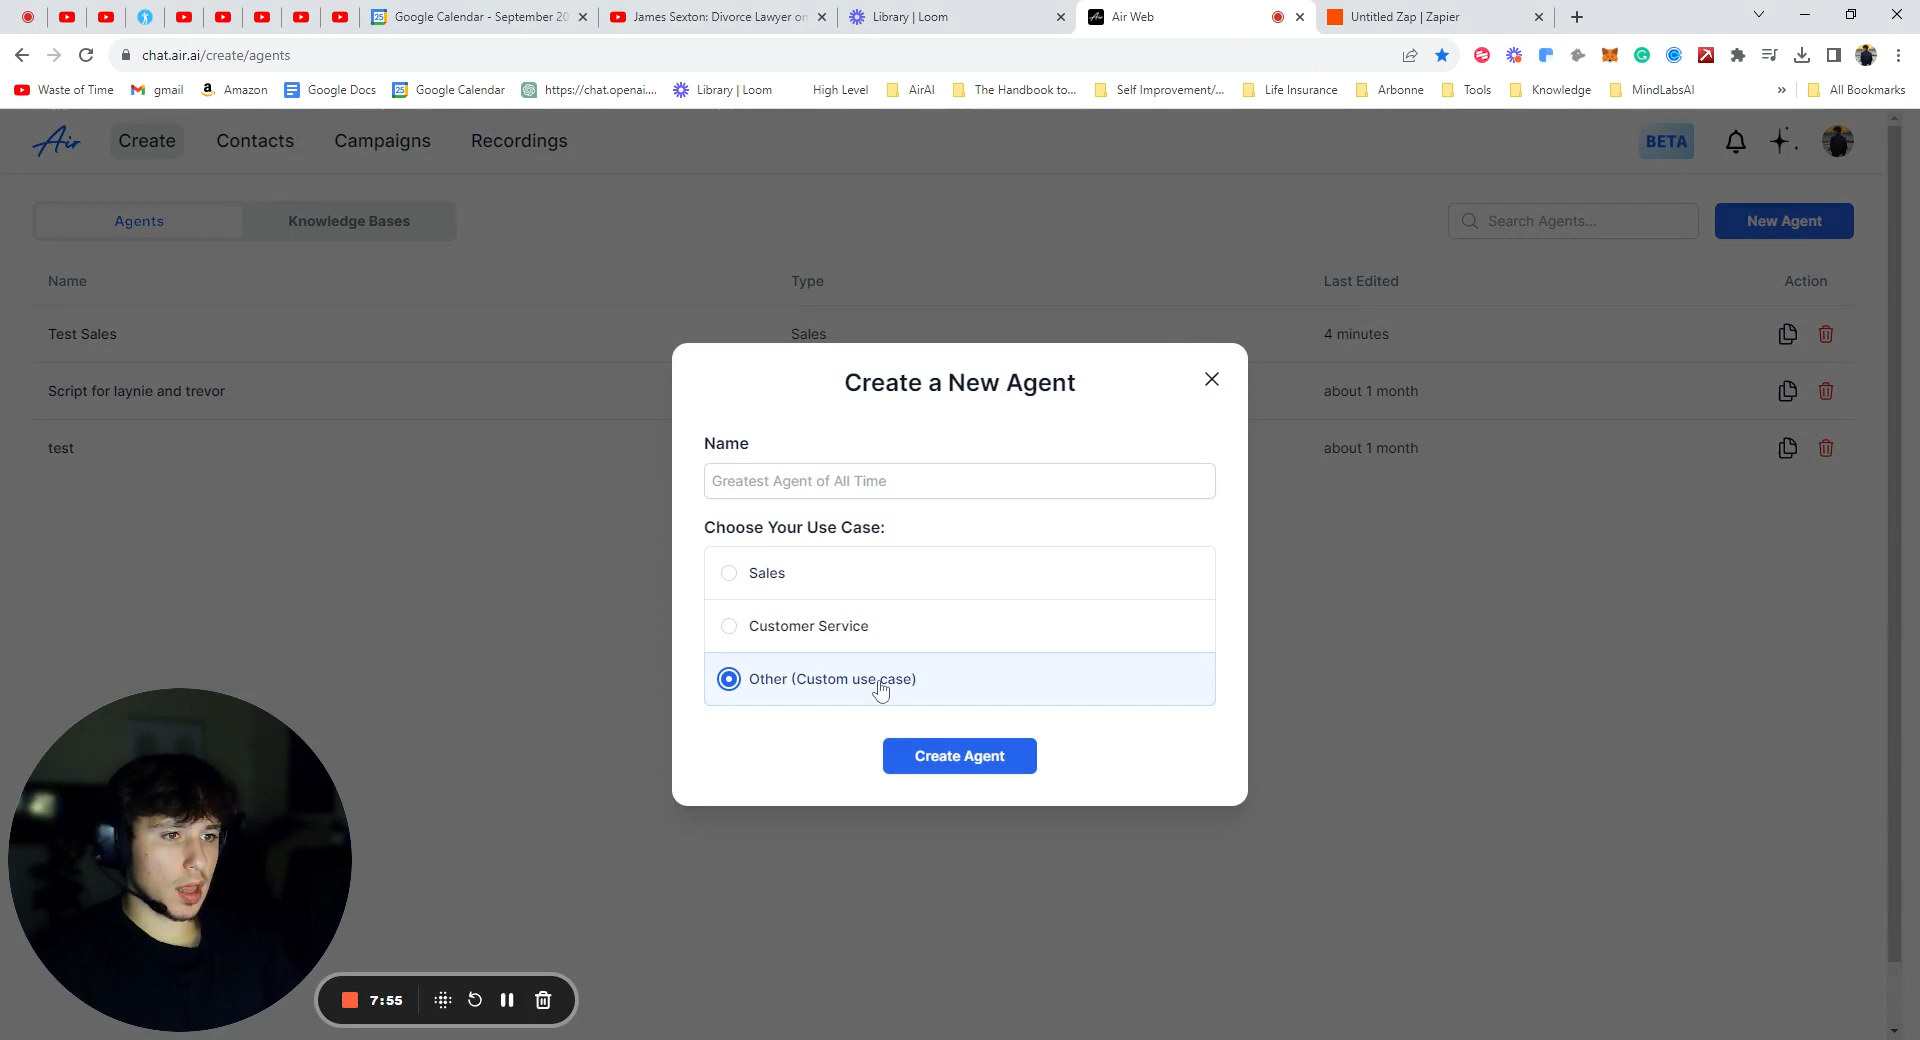 Google Calendar - September 20
James Sexton: Divorce Lawyer on
Library | Loom
Air Web
Untitled Zap | Zapier
chat.air.ai/create/agents
Waste of Time
gmail
Amazon
Google Docs
Google Calendar
https://chat.openai....
Library | Loom
High Level
AirAI
The Handbook to...
Self Improvement/...
Life Insurance
Arbonne
Tools
Knowledge
MindLabsAI
»
All Bookmarks
Air
Create
Contacts
Campaigns
Recordings
BETA
Agents
Knowledge Bases
Search Agents...
New Agent
Name
Type
Last Edited
Action
Test Sales
Sales
4 minutes
Script for laynie and trevor
about 1 month
test
about 1 month
Create a New Agent
Name
Greatest Agent of All Time
Choose Your Use Case:
Sales
Customer Service
Other (Custom use case)
Create Agent
7:55